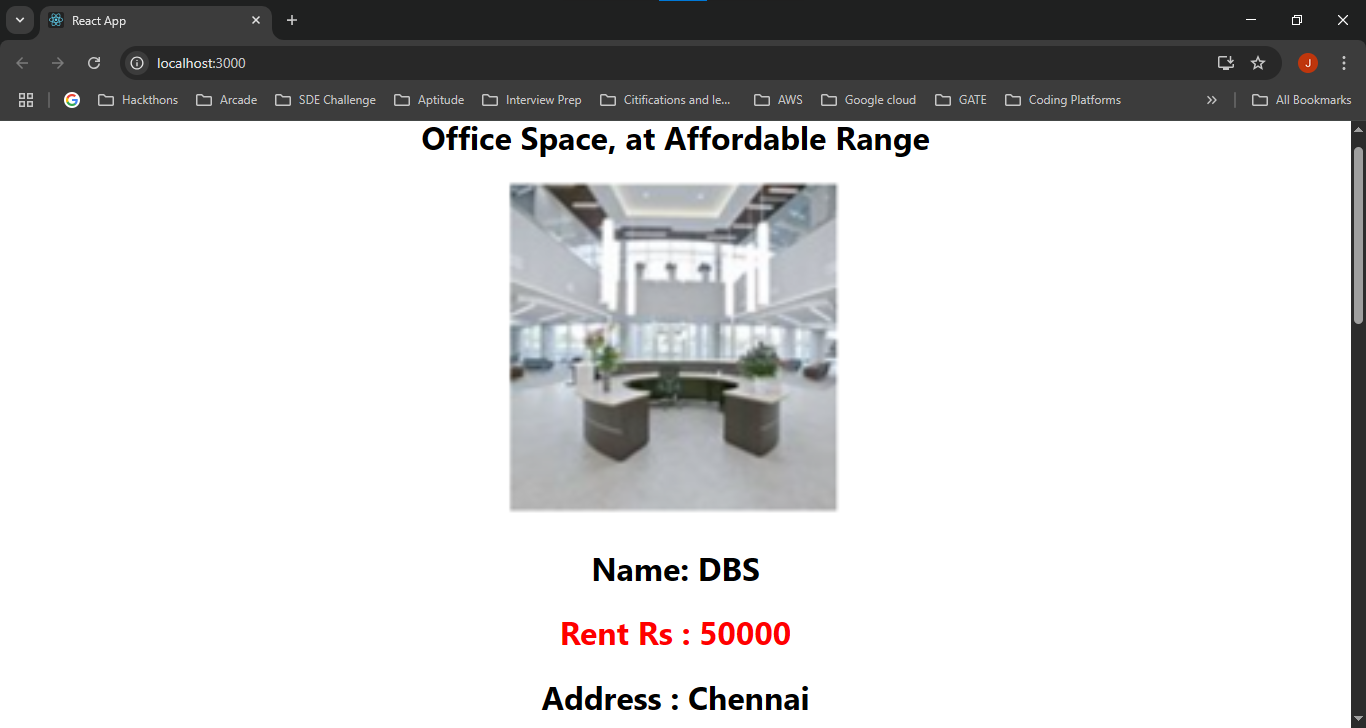 React App
localhost:3000
Hackthons Arcade SDE Challenge Aptitude Interview Prep Citifications and le... AWS Google cloud GATE Coding Platforms All Bookmarks
J
Office Space, at Affordable Range
Name: DBS
Rent Rs : 50000
Address : Chennai